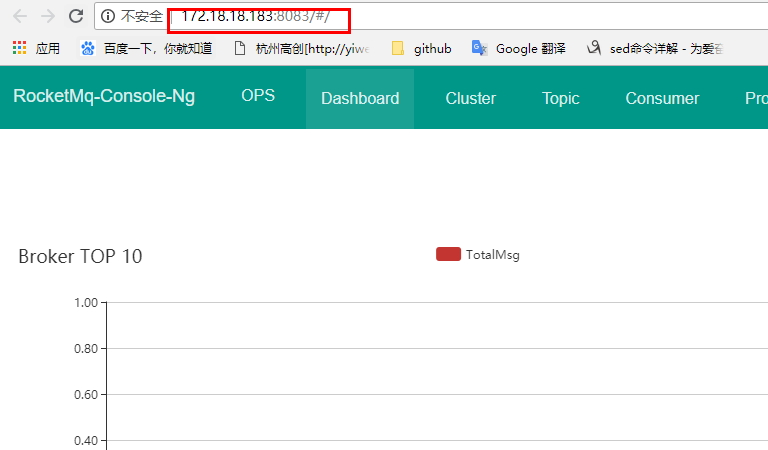 不安全 172.18.18.183:8083/#/
应用 百度一下，你就知道 杭州高创[http://yiwe github Google 翻译 sed命令详解 - 为爱
RocketMq-Console-Ng OPS Dashboard Cluster Topic Consumer Pro
Broker TOP 10 TotalMsg
1.00
0.80
0.60
0.40